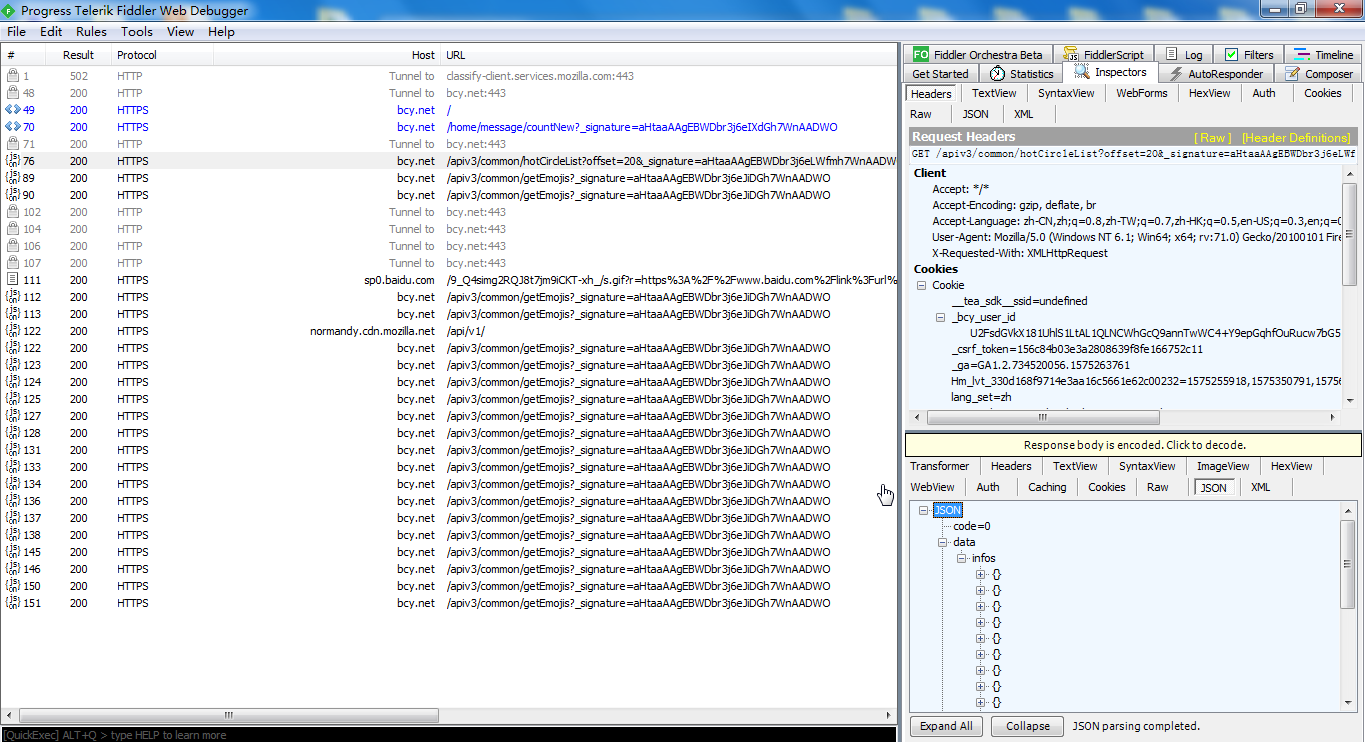 Progress Telerik Fiddler Web Debugger
File Edit Rules Tools View Help
# Result Protocol Host URL
1 502 HTTP Tunnel to classify-client.services.mozilla.com:443
48 200 HTTP Tunnel to bcy.net:443
49 200 HTTPS bcy.net /
70 200 HTTPS bcy.net /home/message/countNew?_signature=aHtaaAAgEBWDbr3j6eIXdGh7WnAADWO
71 200 HTTP Tunnel to bcy.net:443
76 200 HTTPS bcy.net /apiv3/common/hotCircleList?offset=20&_signature=aHtaaAAgEBWDbr3j6eLWfmh7WnAADW
89 200 HTTPS bcy.net /apiv3/common/getEmojis?_signature=aHtaaAAgEBWDbr3j6eJiDGh7WnAADWO
90 200 HTTPS bcy.net /apiv3/common/getEmojis?_signature=aHtaaAAgEBWDbr3j6eJiDGh7WnAADWO
102 200 HTTP Tunnel to bcy.net:443
104 200 HTTP Tunnel to bcy.net:443
106 200 HTTP Tunnel to bcy.net:443
107 200 HTTP Tunnel to bcy.net:443
111 200 HTTPS sp0.baidu.com /9_Q4simg2RQJ8t7jm9iCKT-xh_/s.gif?r=https%3A%2F%2Fwww.baidu.com%2Flink%3Furl%
112 200 HTTPS bcy.net /apiv3/common/getEmojis?_signature=aHtaaAAgEBWDbr3j6eJiDGh7WnAADWO
113 200 HTTPS bcy.net /apiv3/common/getEmojis?_signature=aHtaaAAgEBWDbr3j6eJiDGh7WnAADWO
122 200 HTTPS normandy.cdn.mozilla.net /api/v1/
122 200 HTTPS bcy.net /apiv3/common/getEmojis?_signature=aHtaaAAgEBWDbr3j6eJiDGh7WnAADWO
123 200 HTTPS bcy.net /apiv3/common/getEmojis?_signature=aHtaaAAgEBWDbr3j6eJiDGh7WnAADWO
124 200 HTTPS bcy.net /apiv3/common/getEmojis?_signature=aHtaaAAgEBWDbr3j6eJiDGh7WnAADWO
125 200 HTTPS bcy.net /apiv3/common/getEmojis?_signature=aHtaaAAgEBWDbr3j6eJiDGh7WnAADWO
127 200 HTTPS bcy.net /apiv3/common/getEmojis?_signature=aHtaaAAgEBWDbr3j6eJiDGh7WnAADWO
128 200 HTTPS bcy.net /apiv3/common/getEmojis?_signature=aHtaaAAgEBWDbr3j6eJiDGh7WnAADWO
131 200 HTTPS bcy.net /apiv3/common/getEmojis?_signature=aHtaaAAgEBWDbr3j6eJiDGh7WnAADWO
133 200 HTTPS bcy.net /apiv3/common/getEmojis?_signature=aHtaaAAgEBWDbr3j6eJiDGh7WnAADWO
134 200 HTTPS bcy.net /apiv3/common/getEmojis?_signature=aHtaaAAgEBWDbr3j6eJiDGh7WnAADWO
136 200 HTTPS bcy.net /apiv3/common/getEmojis?_signature=aHtaaAAgEBWDbr3j6eJiDGh7WnAADWO
137 200 HTTPS bcy.net /apiv3/common/getEmojis?_signature=aHtaaAAgEBWDbr3j6eJiDGh7WnAADWO
138 200 HTTPS bcy.net /apiv3/common/getEmojis?_signature=aHtaaAAgEBWDbr3j6eJiDGh7WnAADWO
145 200 HTTPS bcy.net /apiv3/common/getEmojis?_signature=aHtaaAAgEBWDbr3j6eJiDGh7WnAADWO
146 200 HTTPS bcy.net /apiv3/common/getEmojis?_signature=aHtaaAAgEBWDbr3j6eJiDGh7WnAADWO
150 200 HTTPS bcy.net /apiv3/common/getEmojis?_signature=aHtaaAAgEBWDbr3j6eJiDGh7WnAADWO
151 200 HTTPS bcy.net /apiv3/common/getEmojis?_signature=aHtaaAAgEBWDbr3j6eJiDGh7WnAADWO
[QuickExec] ALT+Q > type HELP to learn more
FO Fiddler Orchestra Beta FiddlerScript Log Filters Timeline
Get Started Statistics Inspectors AutoResponder Composer
Headers TextView SyntaxView WebForms HexView Auth Cookies
Raw JSON XML
Request Headers [ Raw ] [Header Definitions]
GET /apiv3/common/hotCircleList?offset=20&_signature=aHtaaAAgEBWDbr3j6eLWf
Client
Accept: */*
Accept-Encoding: gzip, deflate, br
Accept-Language: zh-CN,zh;q=0.8,zh-TW;q=0.7,zh-HK;q=0.5,en-US;q=0.3,en;q=0
User-Agent: Mozilla/5.0 (Windows NT 6.1; Win64; x64; rv:71.0) Gecko/20100101 Fire
X-Requested-With: XMLHttpRequest
Cookies
Cookie
__tea_sdk__ssid=undefined
_bcy_user_id
U2FsdGVkX181UhlS1LtAL1QLNCWhGcQ9annTwWC4+Y9epGqhfOuRucw7bG5
_csrf_token=156c84b03e3a2808639f8fe166752c11
_ga=GA1.2.734520056.1575263761
Hm_lvt_330d168f9714e3aa16c5661e62c00232=1575255918,1575350791,1575
lang_set=zh
Response body is encoded. Click to decode.
Transformer Headers TextView SyntaxView ImageView HexView
WebView Auth Caching Cookies Raw JSON XML
JSON
code=0
data
infos
{}
{}
{}
{}
{}
{}
{}
{}
{}
Expand All Collapse JSON parsing completed.